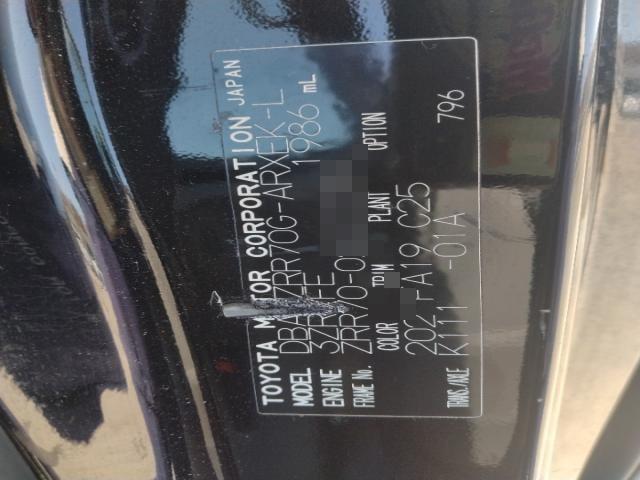 TOYOTA MOTOR CORPORATION JAPAN
MODEL DBA-ZRR70G-ARXEK-L
ENGINE 3ZR-FE 1986 mL
FRAME No. ZRR70-0
COLOR TRIM PLANT OPTION
202 FA19 C25
TRANS/AXLE K111 -01A 796